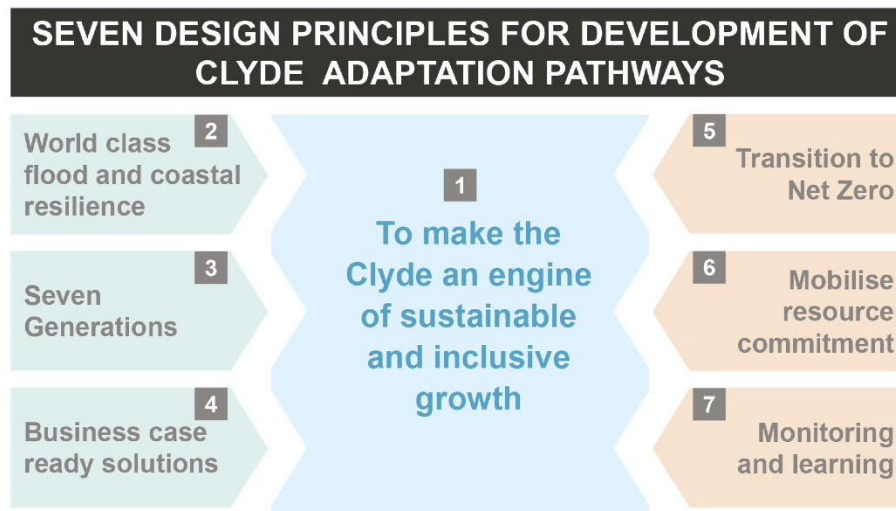 SEVEN DESIGN PRINCIPLES FOR DEVELOPMENT OF
CLYDE ADAPTATION PATHWAYS
1
To make the
Clyde an engine
of sustainable
and inclusive
growth
2
World class
flood and coastal
resilience
3
Seven
Generations
4
Business case
ready solutions
5
Transition to
Net Zero
6
Mobilise
resource
commitment
7
Monitoring
and learning